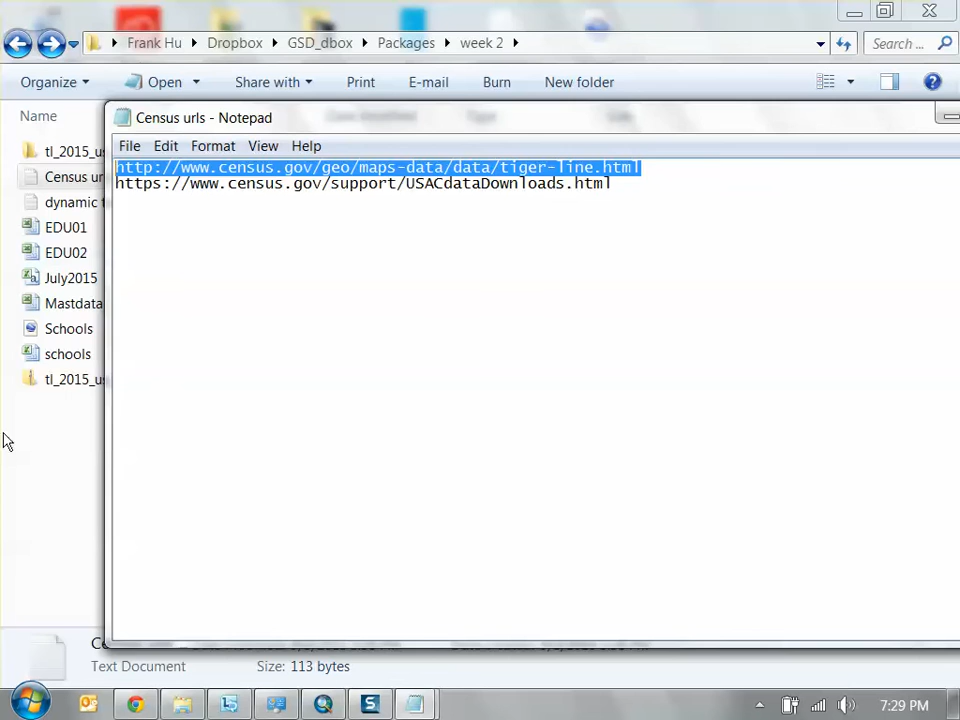 Frank Hu Dropbox GSD_dbox Packages week 2 Search...
Organize Open Share with Print E-mail Burn New folder
Name
Census urls - Notepad
File Edit Format View Help
http://www.census.gov/geo/maps-data/data/tiger-line.html
https://www.census.gov/support/USACdataDownloads.html
tl_2015_us
Census ur
dynamic
EDU01
EDU02
July2015
Mastdata
Schools
schools
tl_2015_us
Text Document Size: 113 bytes
7:29 PM